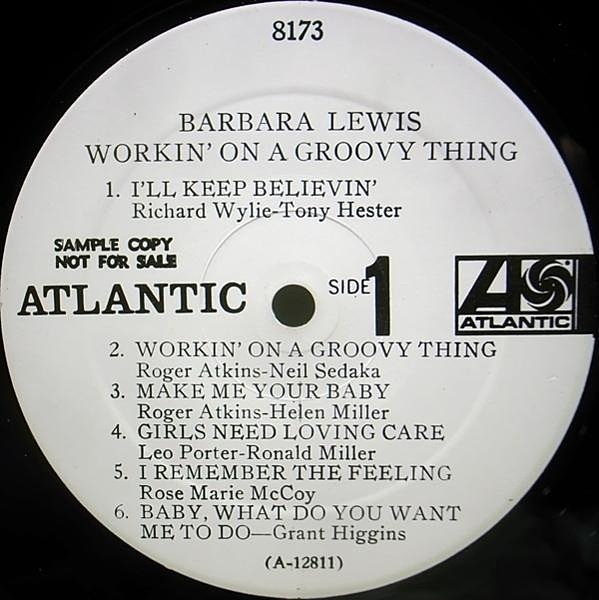 8173
BARBARA LEWIS
WORKIN' ON A GROOVY THING
1. I'LL KEEP BELIEVIN'
Richard Wylie-Tony Hester
SAMPLE COPY
NOT FOR SALE
ATLANTIC
SIDE 1
ATLANTIC
2. WORKIN' ON A GROOVY THING
Roger Atkins-Neil Sedaka
3. MAKE ME YOUR BABY
Roger Atkins-Helen Miller
4. GIRLS NEED LOVING CARE
Leo Porter-Ronald Miller
5. I REMEMBER THE FEELING
Rose Marie McCoy
6. BABY, WHAT DO YOU WANT
ME TO DO—Grant Higgins
(A-12811)